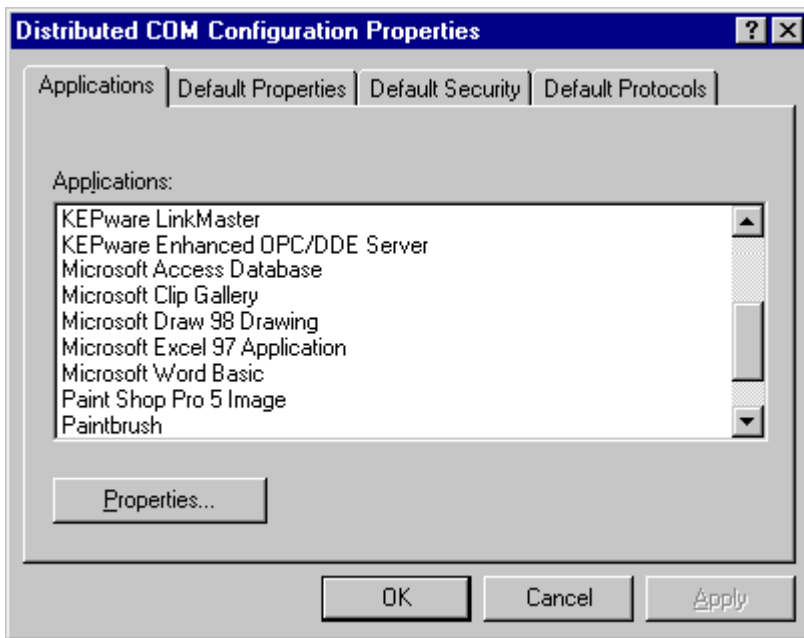 Distributed COM Configuration Properties
Applications Default Properties Default Security Default Protocols
Applications:
KEPware LinkMaster
KEPware Enhanced OPC/DDE Server
Microsoft Access Database
Microsoft Clip Gallery
Microsoft Draw 98 Drawing
Microsoft Excel 97 Application
Microsoft Word Basic
Paint Shop Pro 5 Image
Paintbrush
Properties...
OK Cancel Apply